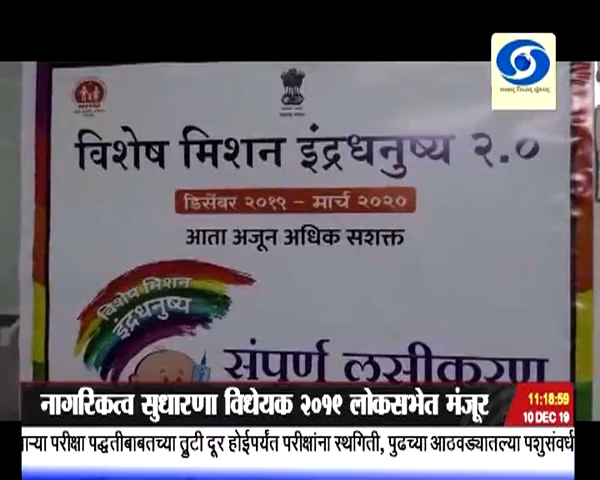 विशेष मिशन इंद्रधनुष्य २.०
डिसेंबर २०१९ - मार्च २०२०
आता अजून अधिक सशक्त
विशेष मिशन
इंद्रधनुष्य
संपूर्ण लसीकरण
नागरिकत्व सुधारणा विधेयक २०१९ लोकसभेत मंजूर
11:18:59
10 DEC 19
परीक्षा पद्धतीबाबतच्या त्रुटी दूर होईपर्यंत परीक्षांना स्थगिती, पुढच्या आठवड्यातल्या पशुसंवर्ध